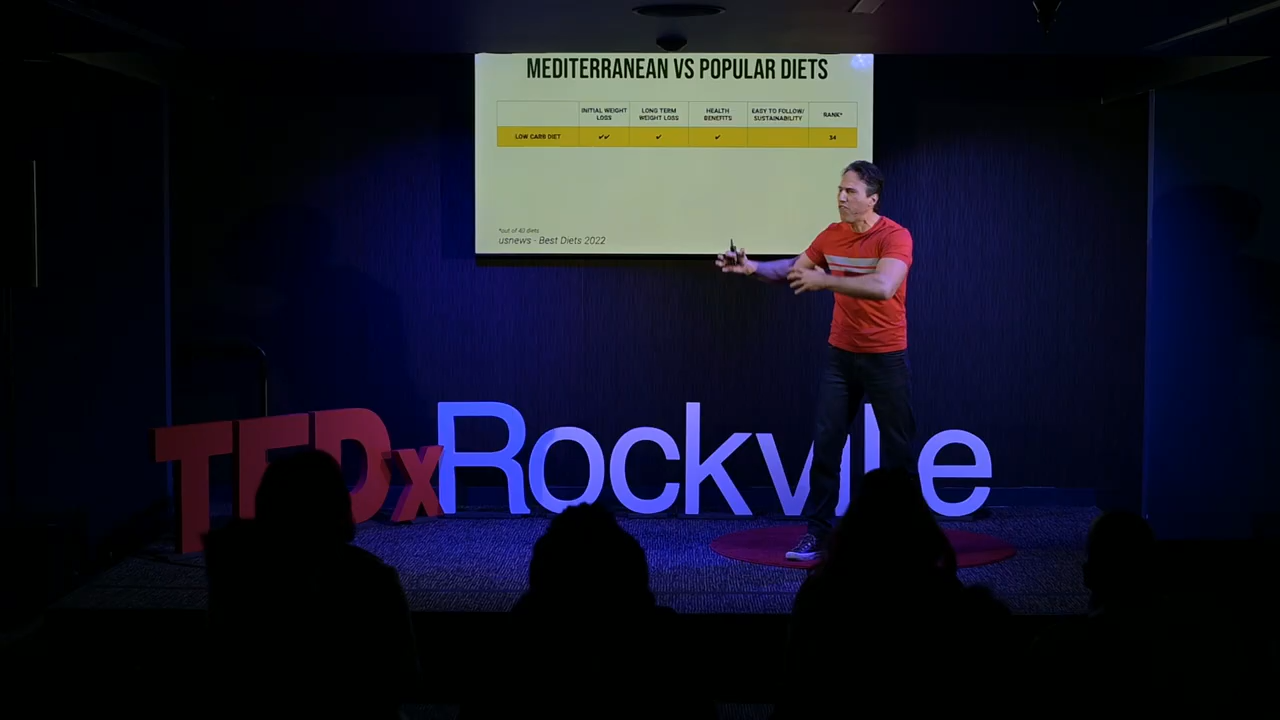 MEDITERRANEAN VS POPULAR DIETS
INITIAL WEIGHT LOSS
LONG TERM WEIGHT LOSS
HEALTH BENEFITS
EASY TO FOLLOW/ SUSTAINABILITY
RANK*
LOW CARB DIET ✔✔ ✔ ✔ 34
*out of 40 diets
usnews - Best Diets 2022
TEDxRockville